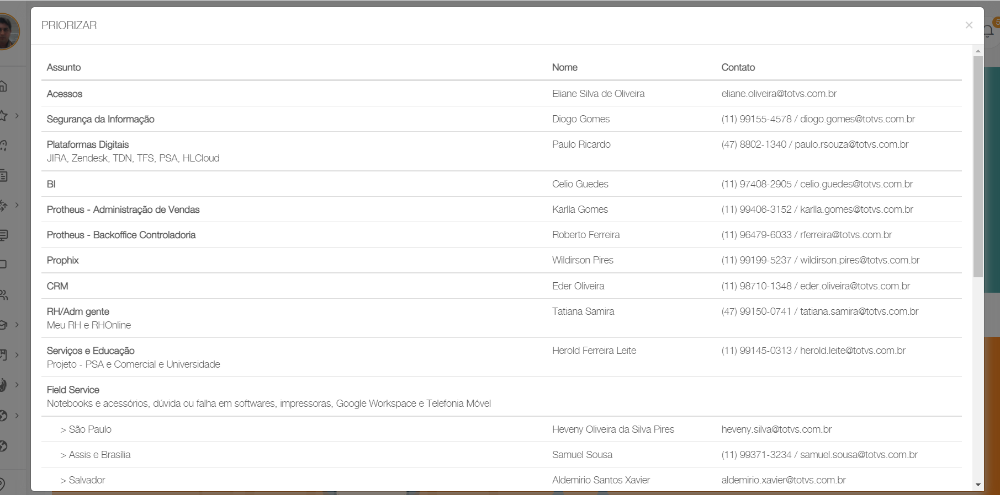 PRIORIZAR ×
5
Assunto Nome Contato
Acessos Eliane Silva de Oliveira eliane.oliveira@totvs.com.br
Segurança da Informação Diogo Gomes (11) 99155-4578 / diogo.gomes@totvs.com.br
Plataformas Digitais Paulo Ricardo (47) 8802-1340 / paulo.rsouza@totvs.com.br
JIRA, Zendesk, TDN, TFS, PSA, HLCloud
BI Celio Guedes (11) 97408-2905 / celio.guedes@totvs.com.br
Protheus - Administração de Vendas Karlla Gomes (11) 99406-3152 / karlla.gomes@totvs.com.br
Protheus - Backoffice Controladoria Roberto Ferreira (11) 96479-6033 / rferreira@totvs.com.br
Prophix Wildirson Pires (11) 99199-5237 / wildirson.pires@totvs.com.br
CRM Eder Oliveira (11) 98710-1348 / eder.oliveira@totvs.com.br
RH/Adm gente Tatiana Samira (47) 99150-0741 / tatiana.samira@totvs.com.br
Meu RH e RHOnline
Serviços e Educação Herold Ferreira Leite (11) 99145-0313 / herold.leite@totvs.com.br
Projeto - PSA e Comercial e Universidade
Field Service
Notebooks e acessórios, dúvida ou falha em softwares, impressoras, Google Workspace e Telefonia Móvel
> São Paulo Heveny Oliveira da Silva Pires heveny.silva@totvs.com.br
> Assis e Brasília Samuel Sousa (11) 99371-3234 / samuel.sousa@totvs.com.br
> Salvador Aldemirio Santos Xavier aldemirio.xavier@totvs.com.br